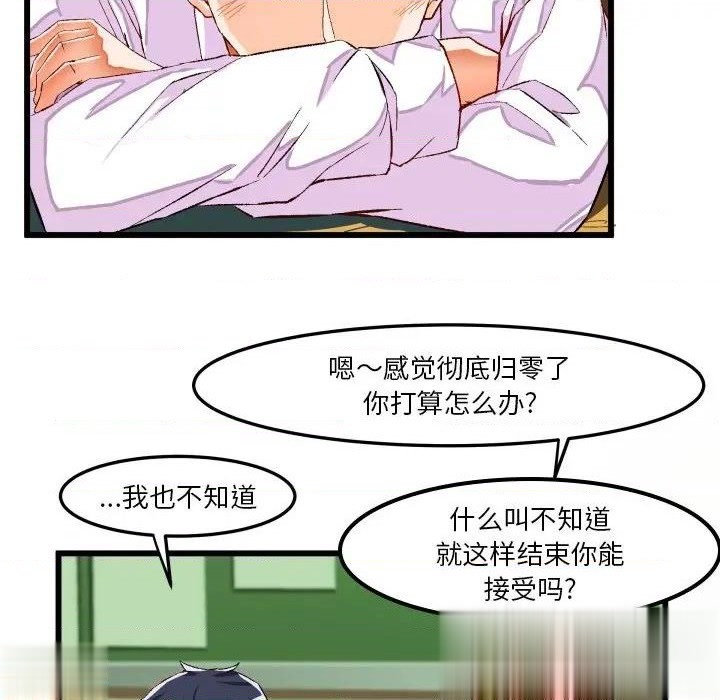 嗯～感觉彻底归零了
你打算怎么办?
...我也不知道
什么叫不知道
就这样结束你能
接受吗?